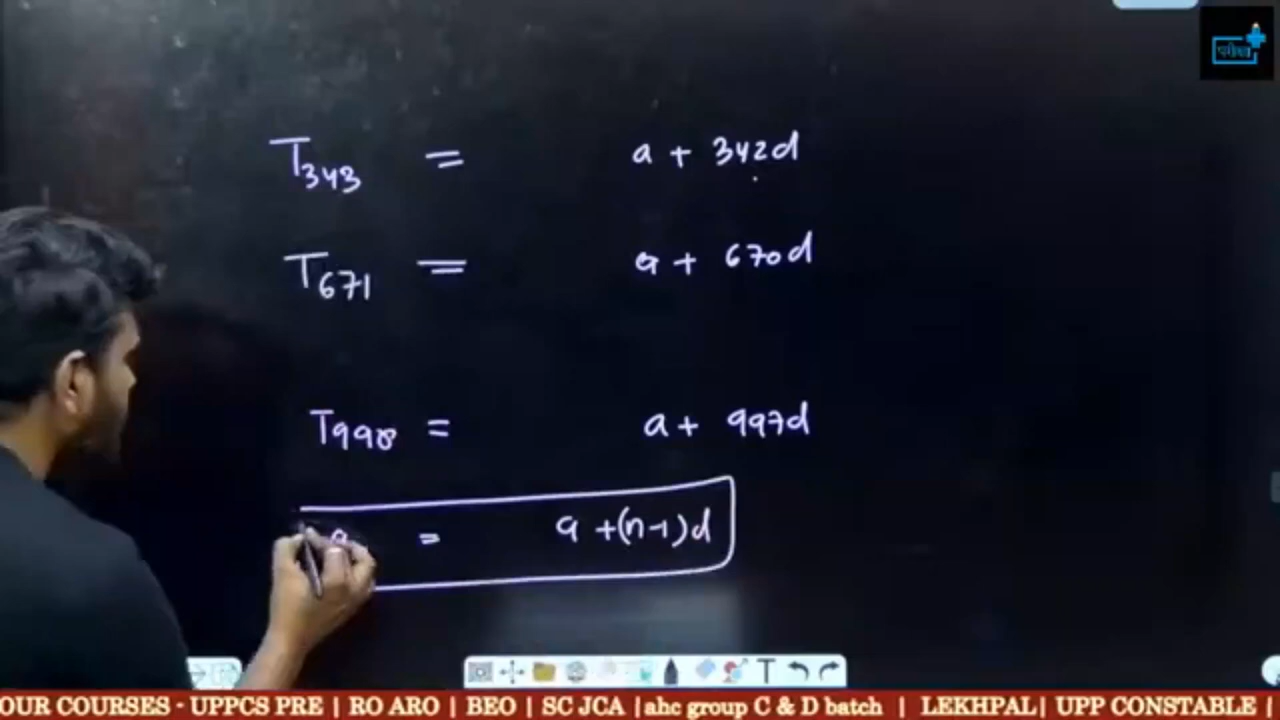 परीक्षा
T343 = a + 342d
T671 = a + 670d
T998 = a + 997d
= a + (n-1)d
T
OUR COURSES - UPPCS PRE | RO ARO | BEO | SC JCA |ahc group C & D batch | LEKHPAL| UPP CONSTABLE |